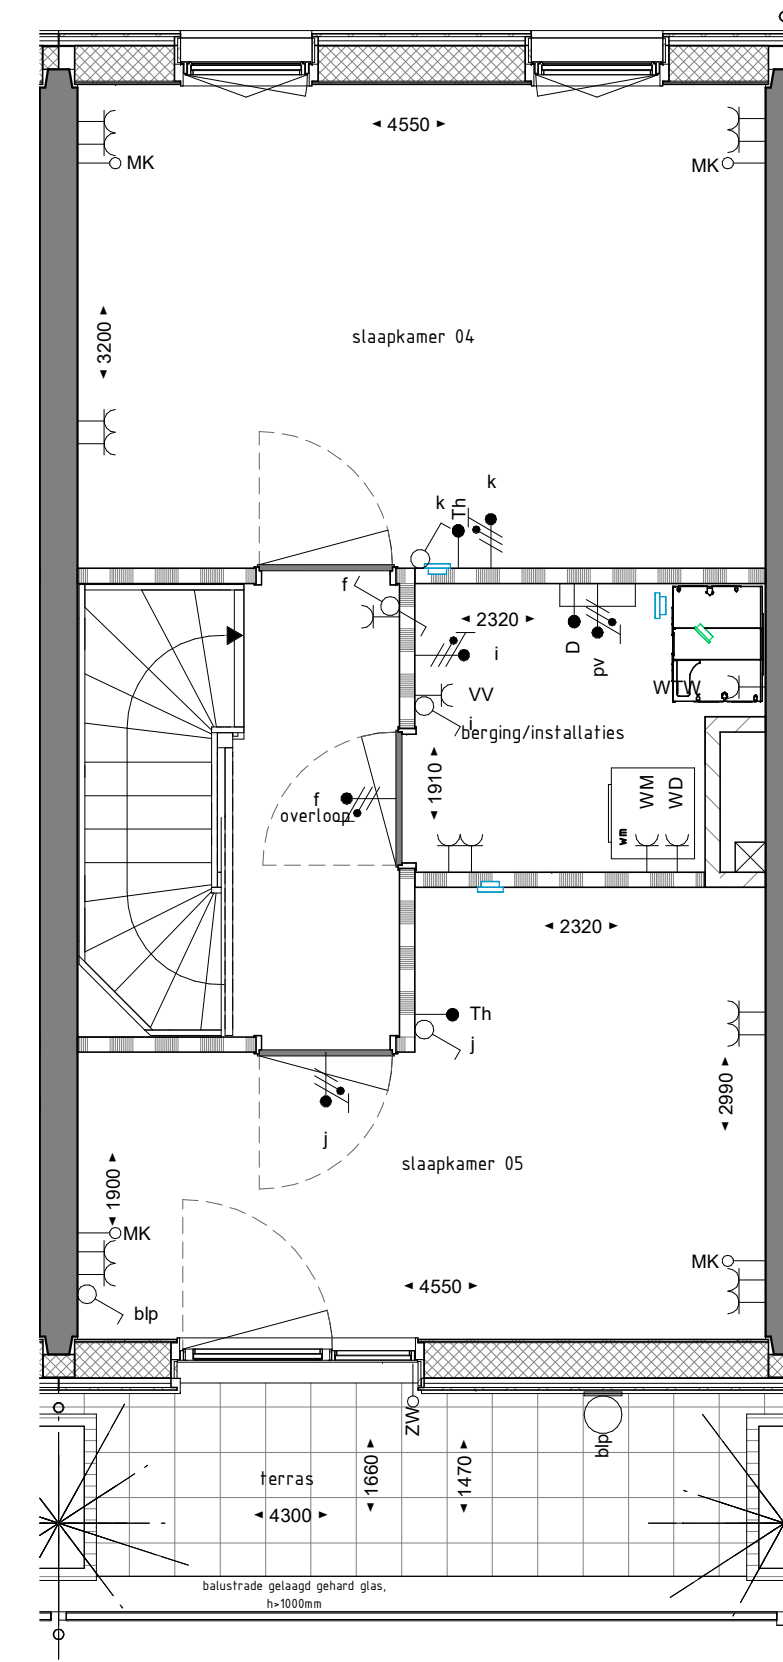 4550
MK
MK
3200
slaapkamer 04
k
k
Th
f
2320
i
D
pv
VV
WTW
i
berging/installaties
1910
f
overloop
WM
WD
wm
2320
Th
j
2990
j
slaapkamer 05
1900
MK
MK
4550
blp
ZW
blp
terras
1660
1470
4300
balustrade gelaagd gehard glas,
h>1000mm